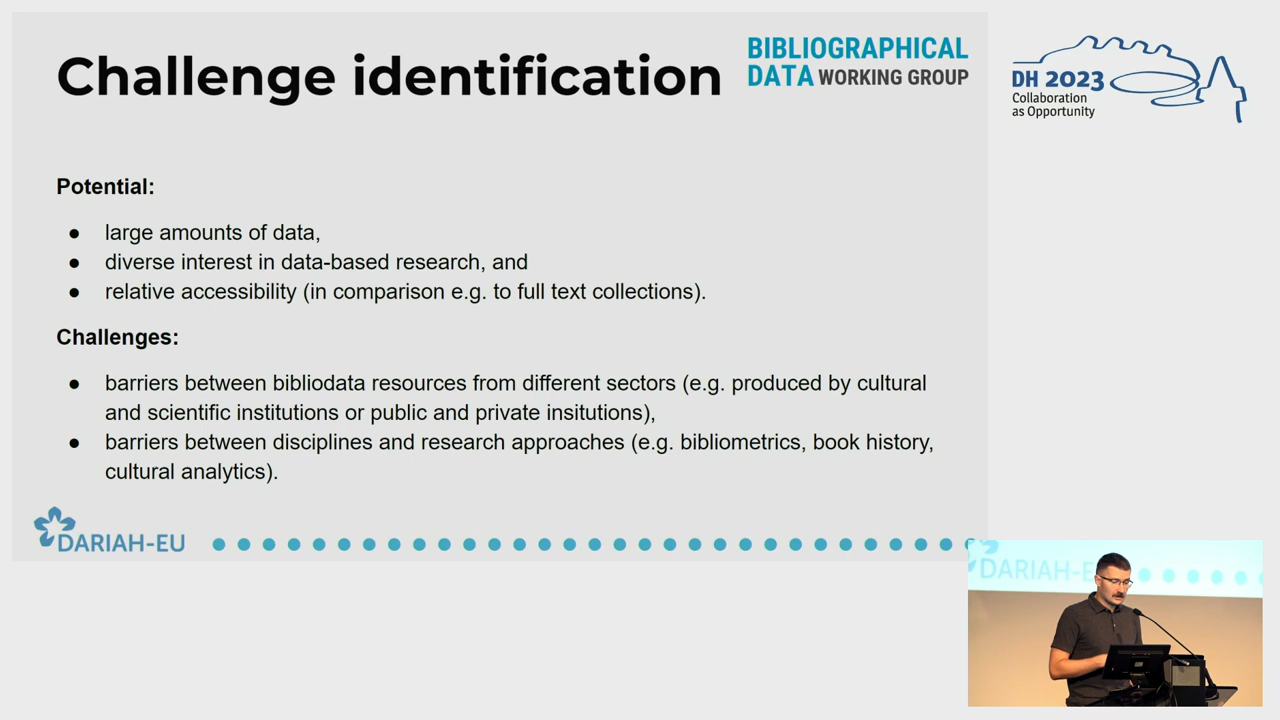 Challenge identification
BIBLIOGRAPHICAL
DATA WORKING GROUP
DH 2023
Collaboration
as Opportunity
Potential:
● large amounts of data,
● diverse interest in data-based research, and
● relative accessibility (in comparison e.g. to full text collections).
Challenges:
● barriers between bibliodata resources from different sectors (e.g. produced by cultural
and scientific institutions or public and private insitutions),
● barriers between disciplines and research approaches (e.g. bibliometrics, book history,
cultural analytics).
DARIAH-EU
DARIAH-E